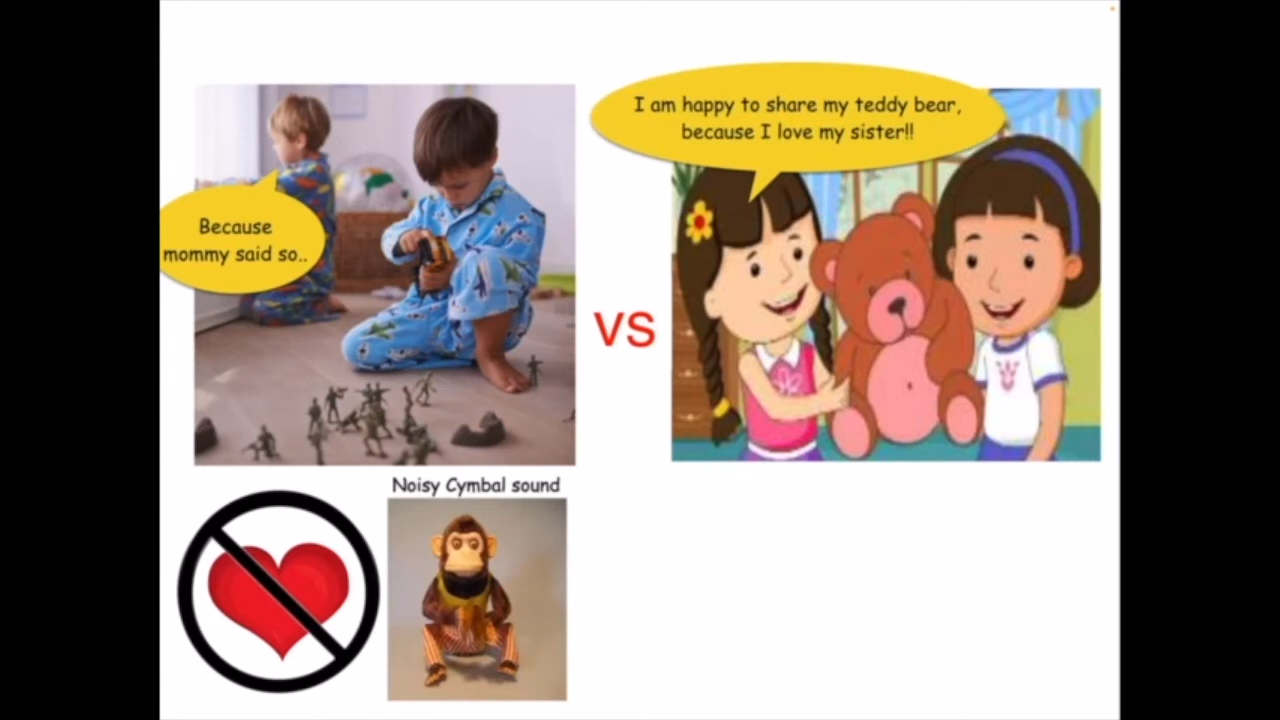 I am happy to share my teddy bear,
because I love my sister!!
Because
mommy said so..
vs
Noisy Cymbal sound